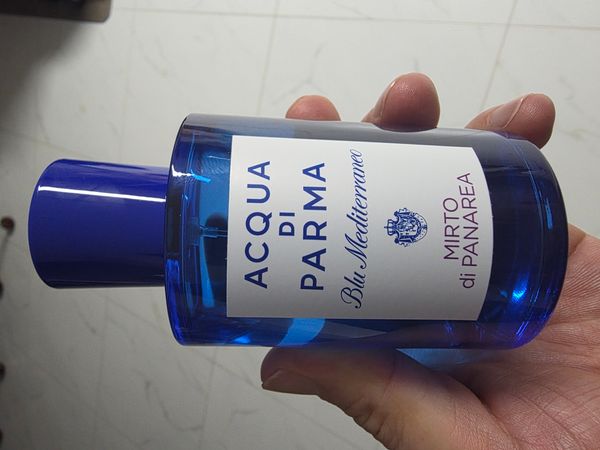 ACQUA
DI
PARMA
Blu Mediterraneo
MIRTO
di PANAREA